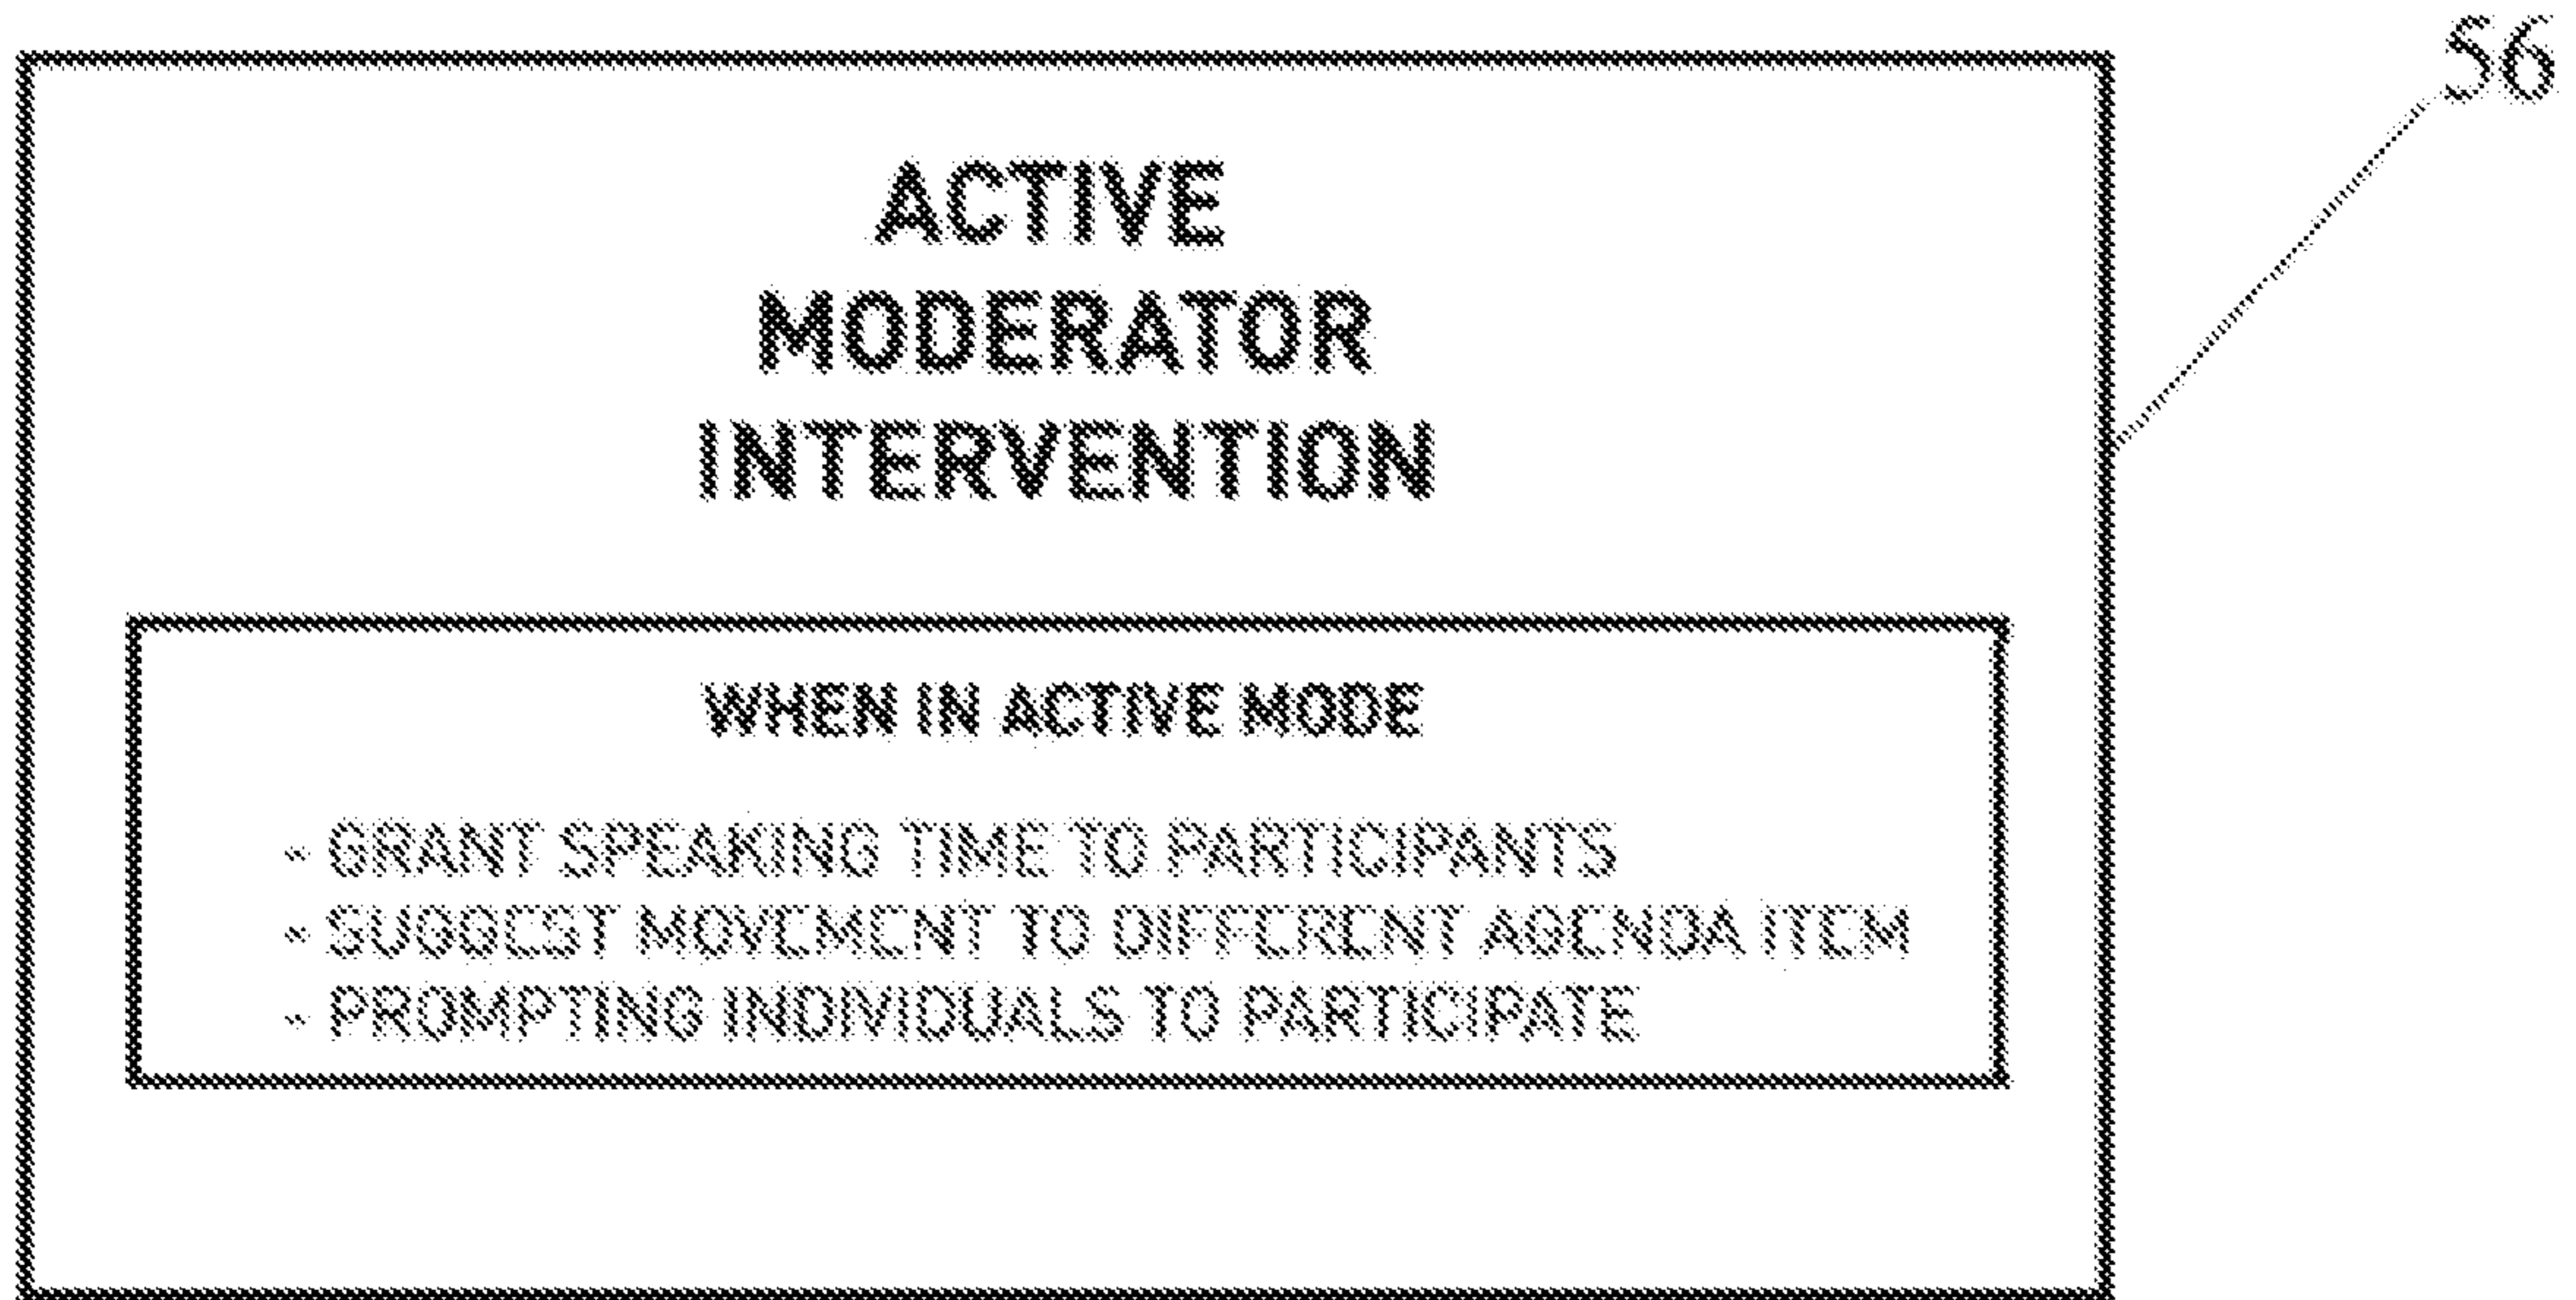 56
ACTIVE
MODERATOR
INTERVENTION
WHEN IN ACTIVE MODE
- GRANT SPEAKING TIME TO PARTICIPANTS
- SUGGEST MOVEMENT TO DIFFERENT AGENDA ITEM
- PROMPTING INDIVIDUALS TO PARTICIPATE